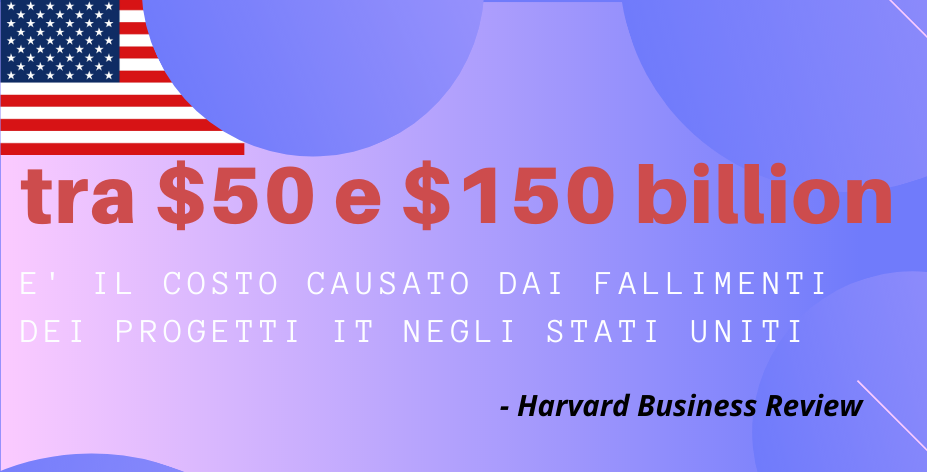 tra $50 e $150 billion
E' IL COSTO CAUSATO DAI FALLIMENTI
DEI PROGETTI IT NEGLI STATI UNITI
- Harvard Business Review